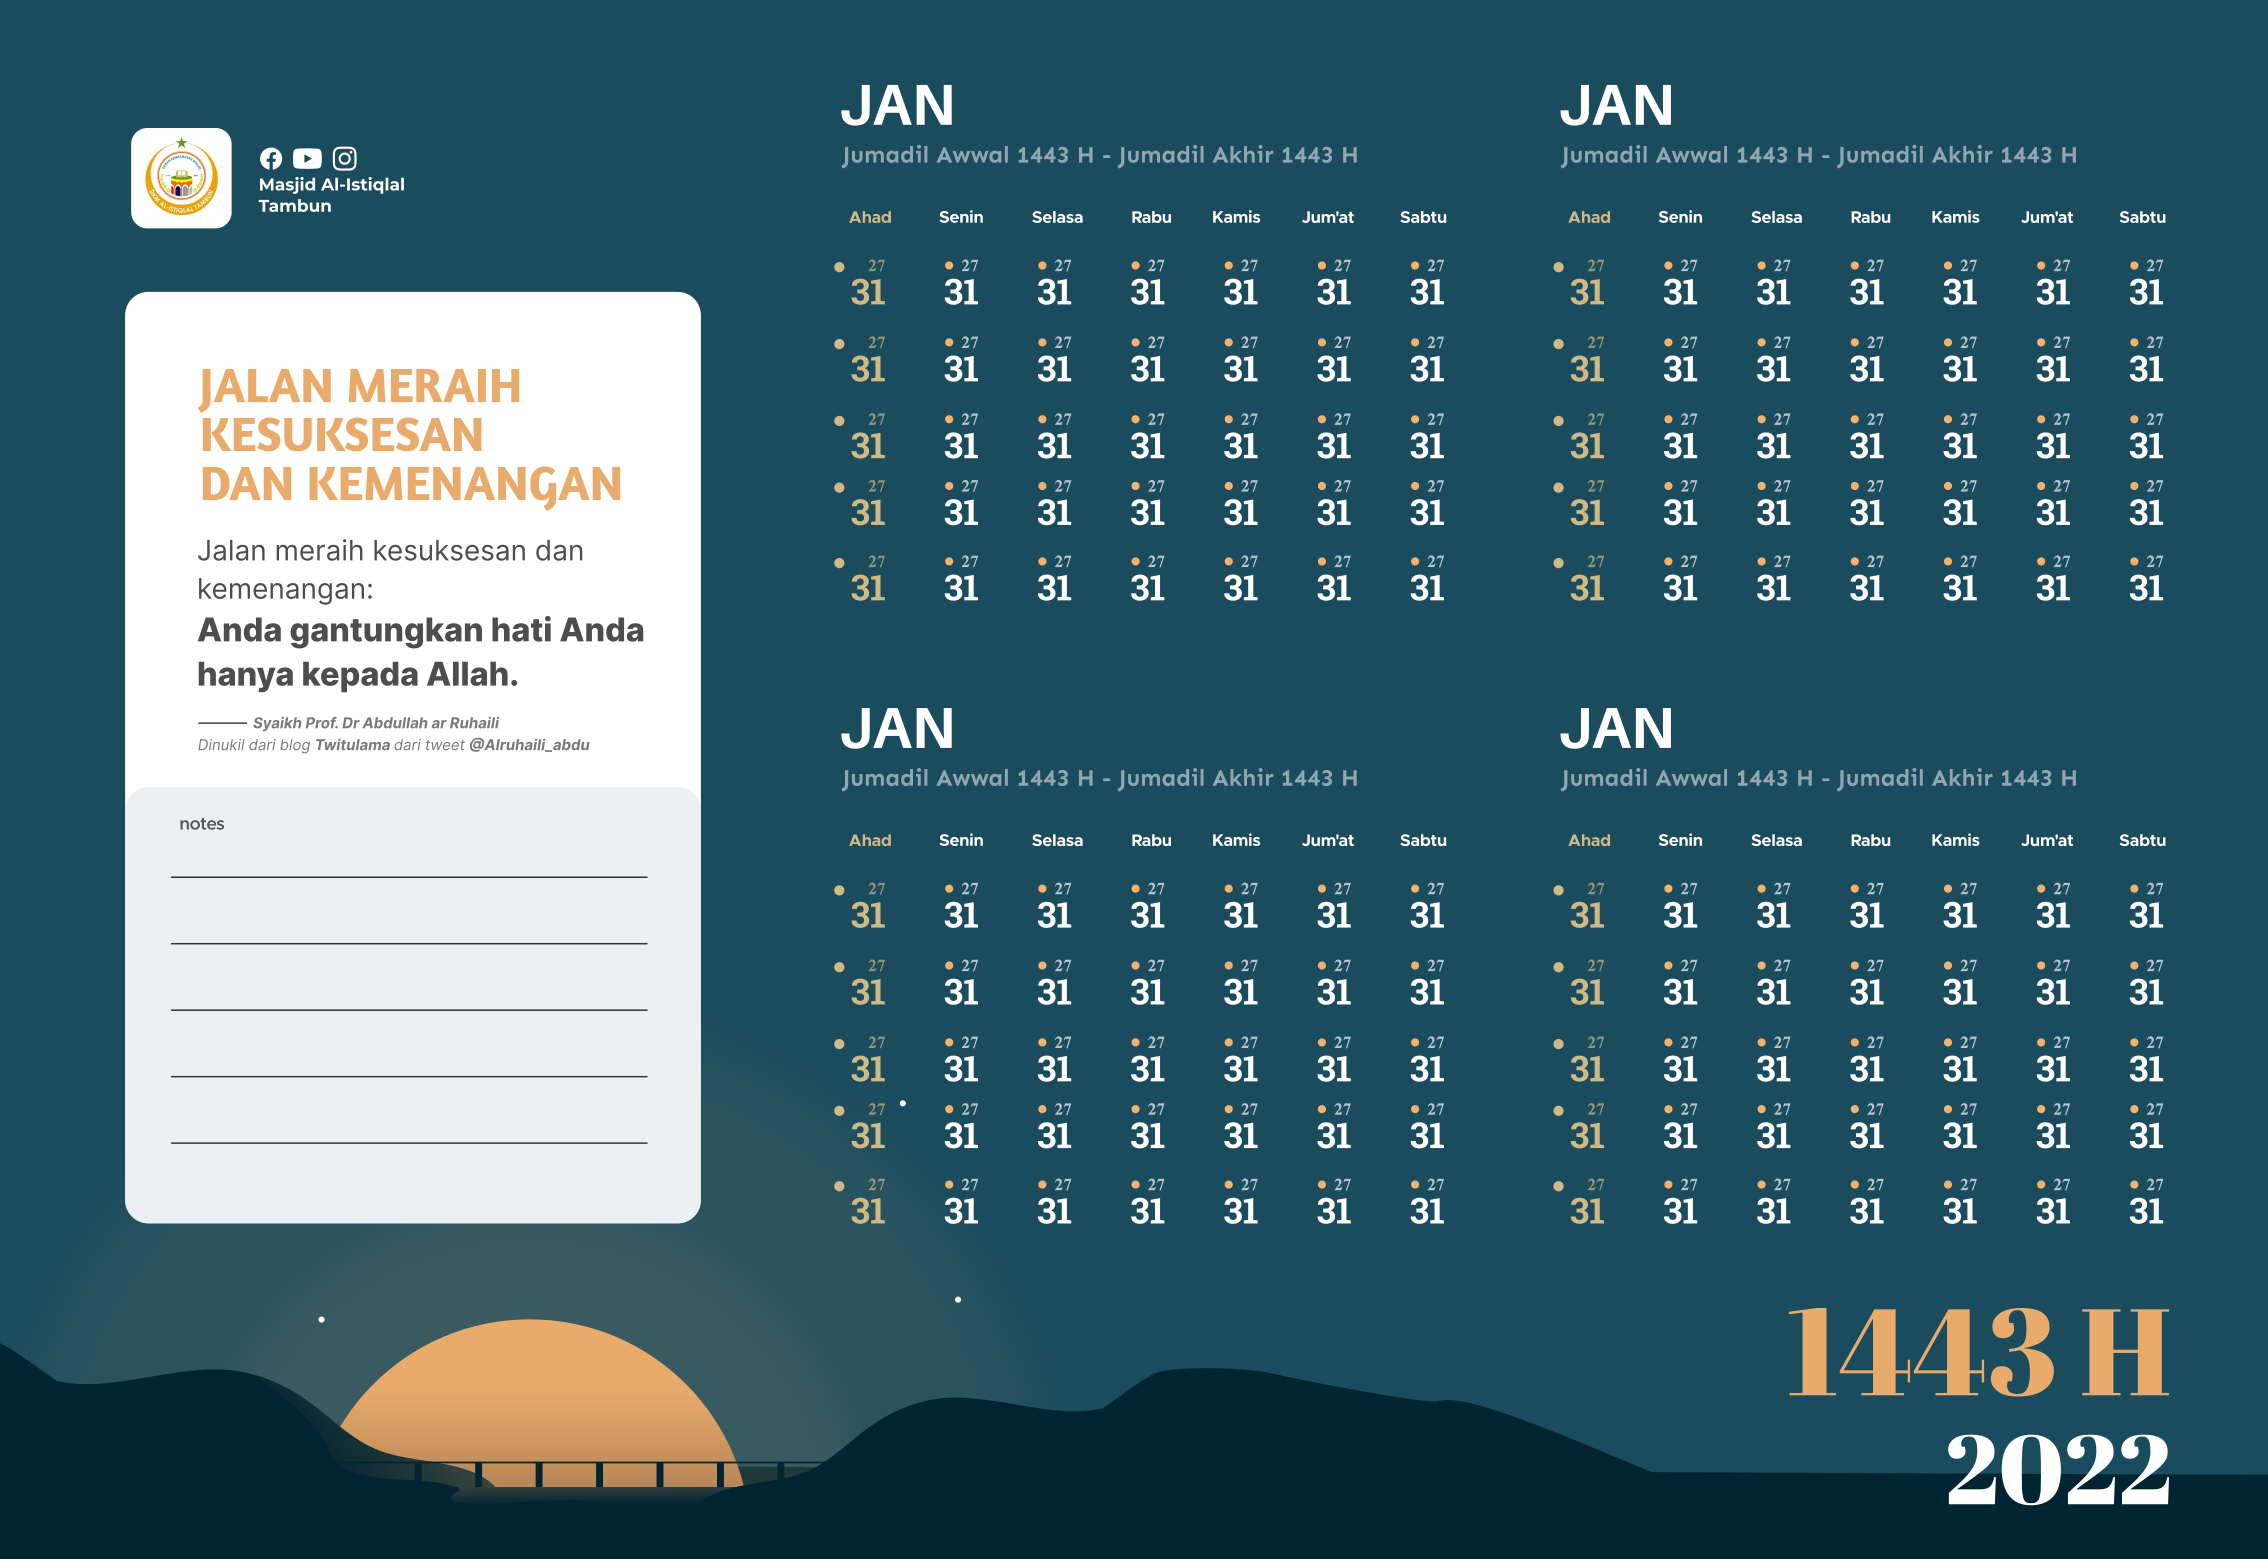 Masjid Al-Istiqlal
Tambun
JALAN MERAIH
KESUKSESAN
DAN KEMENANGAN
Jalan meraih kesuksesan dan
kemenangan:
Anda gantungkan hati Anda
hanya kepada Allah.
Syaikh Prof. Dr Abdullah ar Ruhaili
Dinukil dari blog Twitulama dari tweet @Alruhaili_abdu
notes
JAN
Jumadil Awwal 1443 H - Jumadil Akhir 1443 H
Ahad Senin Selasa Rabu Kamis Jum'at Sabtu
27 27 27 27 27 27 27
31 31 31 31 31 31 31
27 27 27 27 27 27 27
31 31 31 31 31 31 31
27 27 27 27 27 27 27
31 31 31 31 31 31 31
27 27 27 27 27 27 27
31 31 31 31 31 31 31
27 27 27 27 27 27 27
31 31 31 31 31 31 31
JAN
Jumadil Awwal 1443 H - Jumadil Akhir 1443 H
Ahad Senin Selasa Rabu Kamis Jum'at Sabtu
27 27 27 27 27 27 27
31 31 31 31 31 31 31
27 27 27 27 27 27 27
31 31 31 31 31 31 31
27 27 27 27 27 27 27
31 31 31 31 31 31 31
27 27 27 27 27 27 27
31 31 31 31 31 31 31
27 27 27 27 27 27 27
31 31 31 31 31 31 31
JAN
Jumadil Awwal 1443 H - Jumadil Akhir 1443 H
Ahad Senin Selasa Rabu Kamis Jum'at Sabtu
27 27 27 27 27 27 27
31 31 31 31 31 31 31
27 27 27 27 27 27 27
31 31 31 31 31 31 31
27 27 27 27 27 27 27
31 31 31 31 31 31 31
27 27 27 27 27 27 27
31 31 31 31 31 31 31
27 27 27 27 27 27 27
31 31 31 31 31 31 31
JAN
Jumadil Awwal 1443 H - Jumadil Akhir 1443 H
Ahad Senin Selasa Rabu Kamis Jum'at Sabtu
27 27 27 27 27 27 27
31 31 31 31 31 31 31
27 27 27 27 27 27 27
31 31 31 31 31 31 31
27 27 27 27 27 27 27
31 31 31 31 31 31 31
27 27 27 27 27 27 27
31 31 31 31 31 31 31
27 27 27 27 27 27 27
31 31 31 31 31 31 31
1443 H
2022